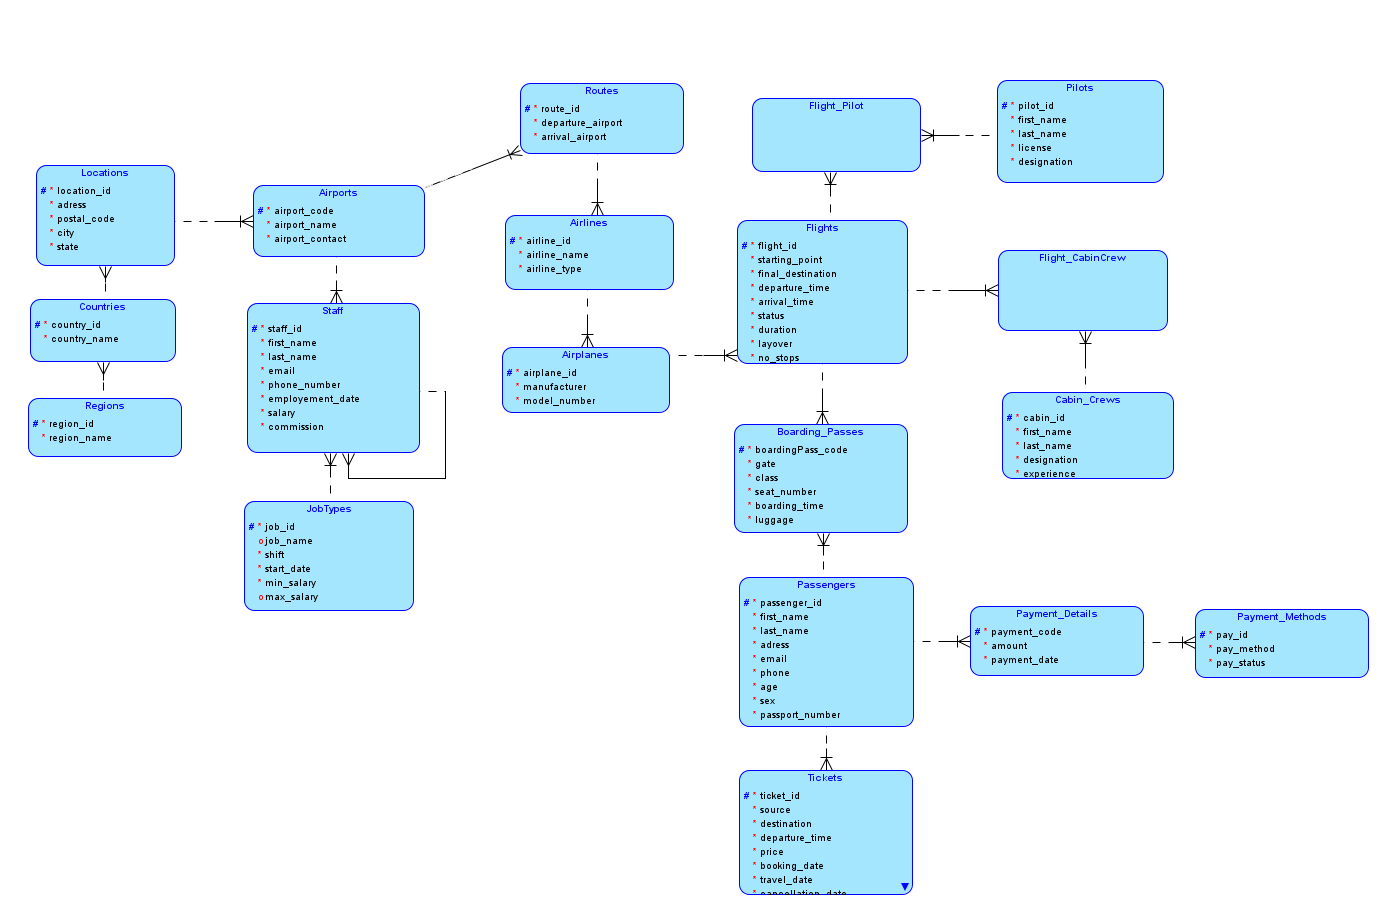 Routes
# * route_id
* departure_airport
* arrival_airport
Flight_Pilot
Pilots
# * pilot_id
* first_name
* last_name
* license
* designation
Locations
# * location_id
* adress
* postal_code
* city
* state
Airports
# * airport_code
* airport_name
* airport_contact
Airlines
# * airline_id
* airline_name
* airline_type
Flights
# * flight_id
* starting_point
* final_destination
* departure_time
* arrival_time
* status
* duration
* layover
* no_stops
Flight_CabinCrew
Countries
# * country_id
* country_name
Staff
# * staff_id
* first_name
* last_name
* email
* phone_number
* employement_date
* salary
* commission
Airplanes
# * airplane_id
* manufacturer
* model_number
Regions
# * region_id
* region_name
Cabin_Crews
# * cabin_id
* first_name
* last_name
* designation
* experience
Boarding_Passes
# * boardingPass_code
* gate
* class
* seat_number
* boarding_time
* luggage
JobTypes
# * job_id
o job_name
* shift
* start_date
* min_salary
o max_salary
Passengers
# * passenger_id
* first_name
* last_name
* adress
* email
* phone
* age
* sex
* passport_number
Payment_Details
# * payment_code
* amount
* payment_date
Payment_Methods
# * pay_id
* pay_method
* pay_status
Tickets
# * ticket_id
* source
* destination
* departure_time
* price
* booking_date
* travel_date
* cancellation_date